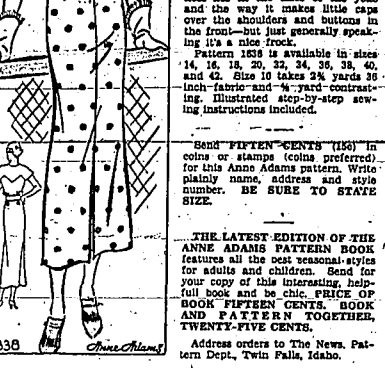 and the way it makes little caps
over the shoulders and buttons in
the front—but just generally speak-
ing it's a nice frock.
Pattern 1638 is available in sizes
14, 16, 18, 20, 32, 34, 36, 38, 40,
and 42. Size 16 takes 2¾ yards 36
inch fabric and ¼ yard contrast-
ing. Illustrated step-by-step sew-
ing instructions included.
Send FIFTEEN CENTS (15c) in
coins or stamps (coins preferred)
for this Anne Adams pattern. Write
plainly name, address and style
number. BE SURE TO STATE
SIZE.
THE LATEST EDITION OF THE
ANNE ADAMS PATTERN BOOK
features all the best seasonal styles
for adults and children. Send for
your copy of this interesting, help-
full book and be chic. PRICE OF
BOOK FIFTEEN CENTS. BOOK
AND PATTERN TOGETHER,
TWENTY-FIVE CENTS.
Address orders to The News, Pat-
tern Dept., Twin Falls, Idaho.
638
Anne Adams